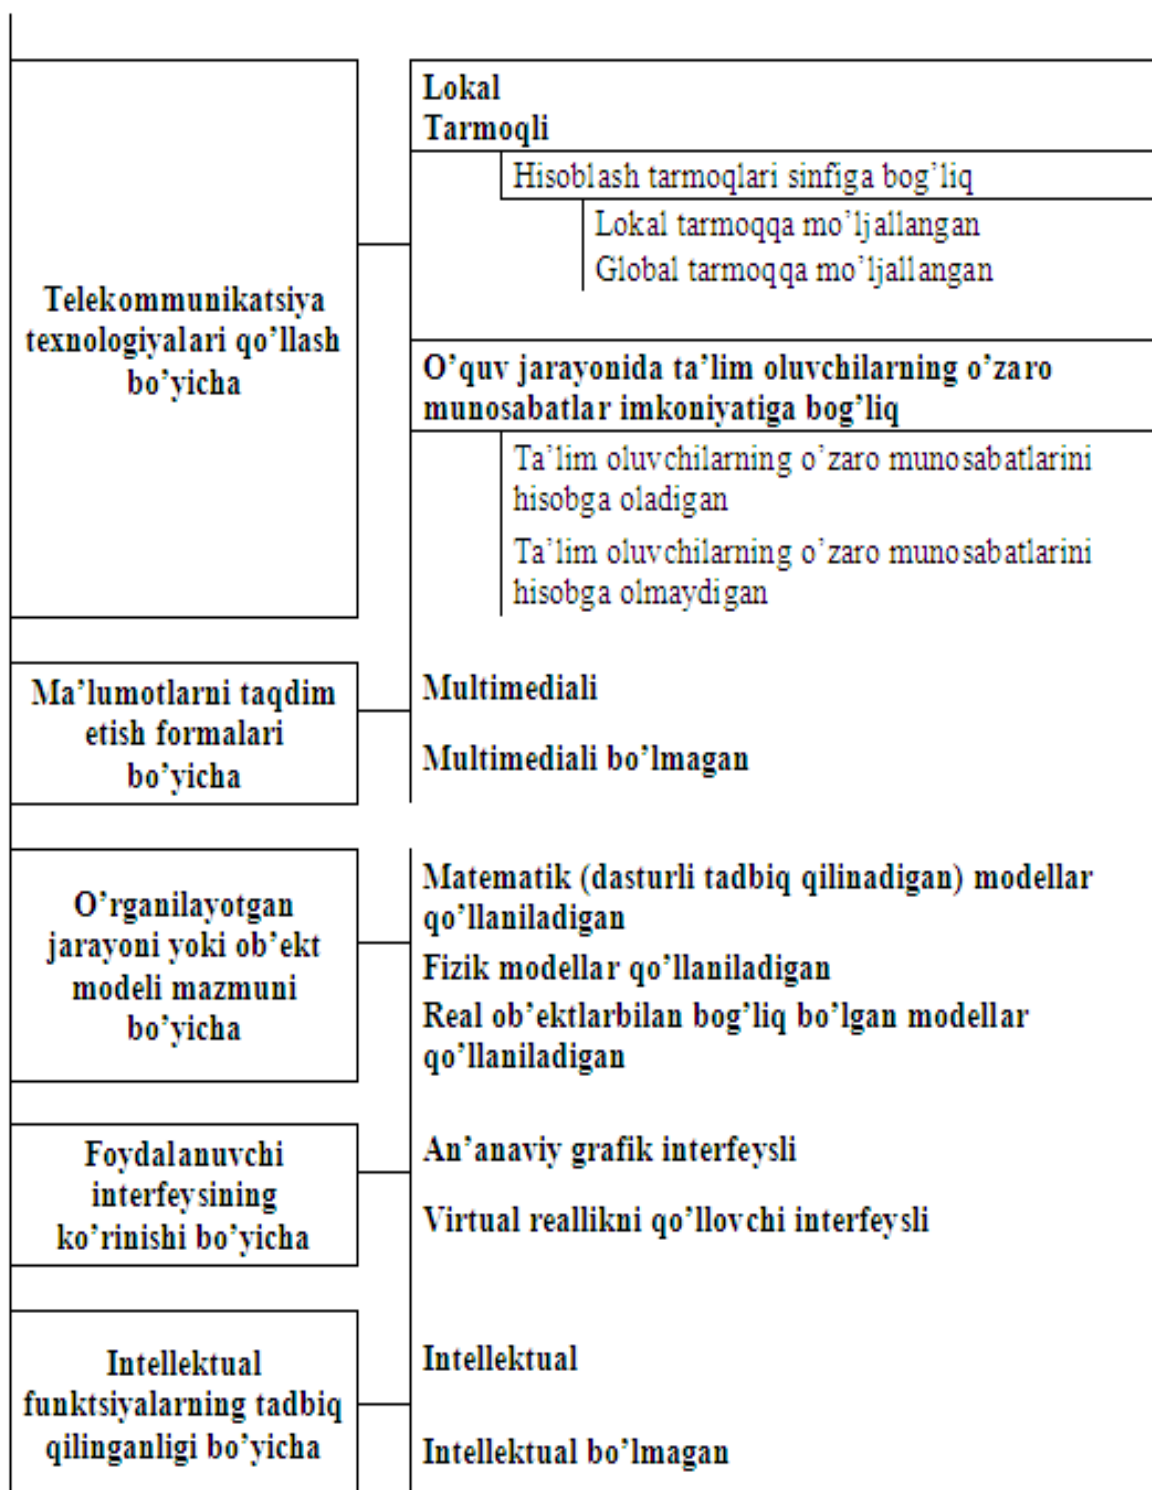 Telekommunikatsiya
texnologiyalari qo’llash
bo’yicha
Lokal
Tarmoqli
Hisoblash tarmoqlari sinfiga bog’liq
Lokal tarmoqqa mo’ljallangan
Global tarmoqqa mo’ljallangan
O’quv jarayonida ta’lim oluvchilarning o’zaro
munosabatlar imkoniyatiga bog’liq
Ta’lim oluvchilarning o’zaro munosabatlarini
hisobga oladigan
Ta’lim oluvchilarning o’zaro munosabatlarini
hisobga olmaydigan
Ma’lumotlarni taqdim
etish formalari
bo’yicha
Multimediali
Multimediali bo’lmagan
O’rganilayotgan
jarayoni yoki ob’ekt
modeli mazmuni
bo’yicha
Matematik (dasturli tadbiq qilinadigan) modellar
qo’llaniladigan
Fizik modellar qo’llaniladigan
Real ob’ektlarbilan bog’liq bo’lgan modellar
qo’llaniladigan
Foydalanuvchi
interfeysining
ko’rinishi bo’yicha
An’anaviy grafik interfeysli
Virtual reallikni qo’llovchi interfeysli
Intellektual
funktsiyalarning tadbiq
qilinganligi bo’yicha
Intellektual
Intellektual bo’lmagan